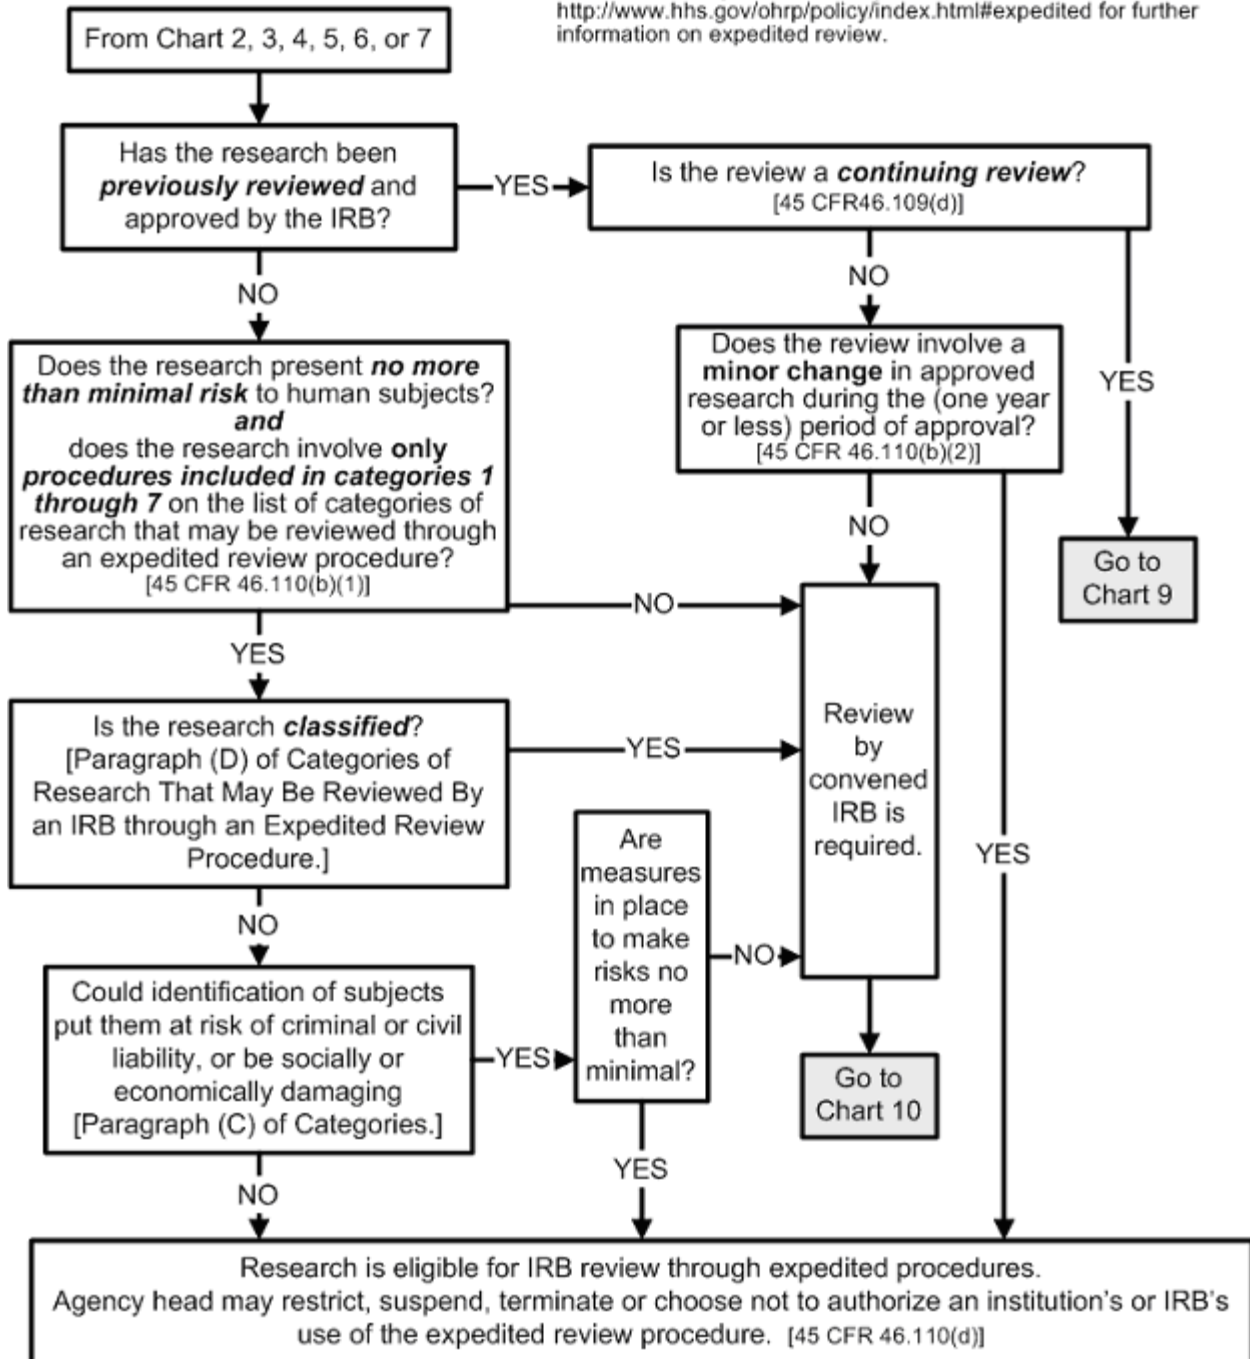 http://www.hhs.gov/ohrp/policy/index.html#expedited for further
information on expedited review.
From Chart 2, 3, 4, 5, 6, or 7
Has the research been
previously reviewed and
approved by the IRB?
YES
Is the review a continuing review?
[45 CFR46.109(d)]
NO
NO
YES
Does the research present no more
than minimal risk to human subjects?
and
does the research involve only
procedures included in categories 1
through 7 on the list of categories of
research that may be reviewed through
an expedited review procedure?
[45 CFR 46.110(b)(1)]
Does the review involve a
minor change in approved
research during the (one year
or less) period of approval?
[45 CFR 46.110(b)(2)]
NO
Go to
Chart 9
NO
YES
YES
Is the research classified?
[Paragraph (D) of Categories of
Research That May Be Reviewed By
an IRB through an Expedited Review
Procedure.]
YES
Review
by
convened
IRB is
required.
NO
Could identification of subjects
put them at risk of criminal or civil
liability, or be socially or
economically damaging
[Paragraph (C) of Categories.]
YES
Are
measures
in place
to make
risks no
more
than
minimal?
NO
Go to
Chart 10
NO
YES
Research is eligible for IRB review through expedited procedures.
Agency head may restrict, suspend, terminate or choose not to authorize an institution's or IRB's
use of the expedited review procedure. [45 CFR 46.110(d)]